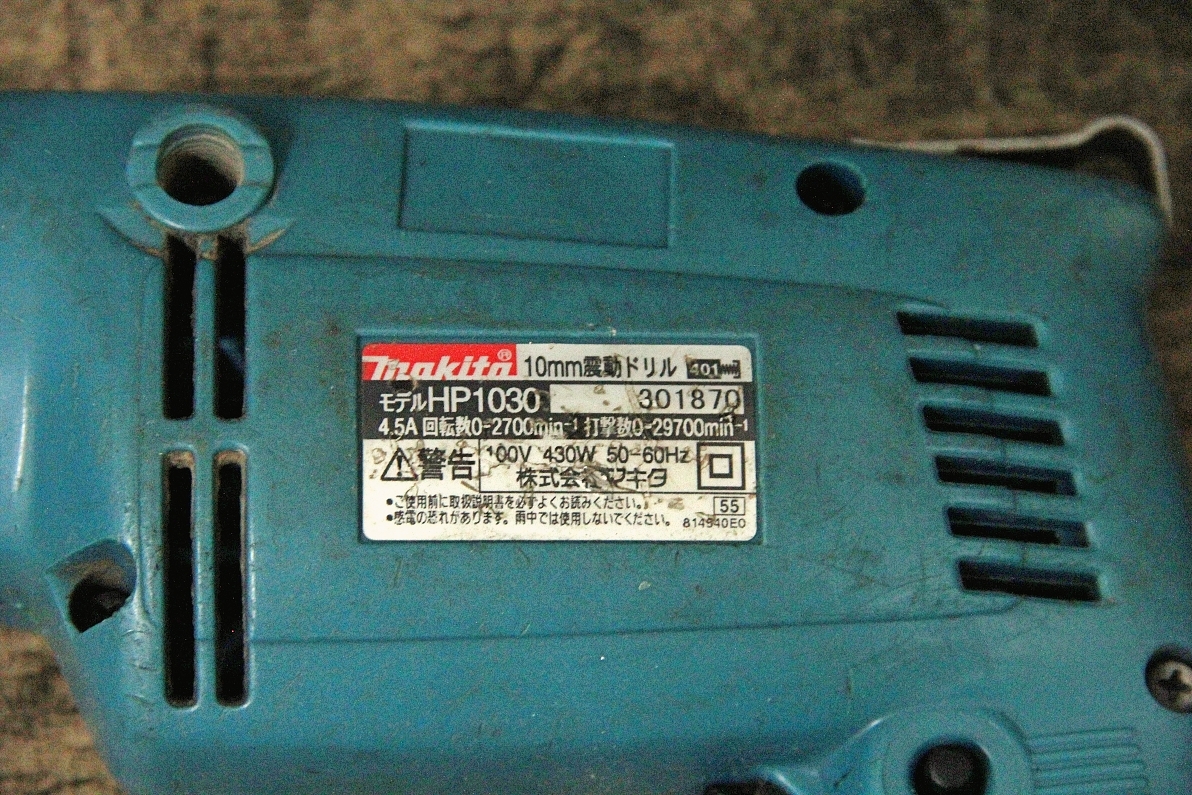 makita® 10mm震動ドリル 401
モデルHP1030 301870
4.5A 回転数0-2700min-1 打撃数0-29700min-1
警告 100V 430W 50-60Hz
株式会社マキタ
●ご使用前に取扱説明書を必ずよくお読みください。 55
●感電の恐れがあります。雨中では使用しないでください。 814940E0